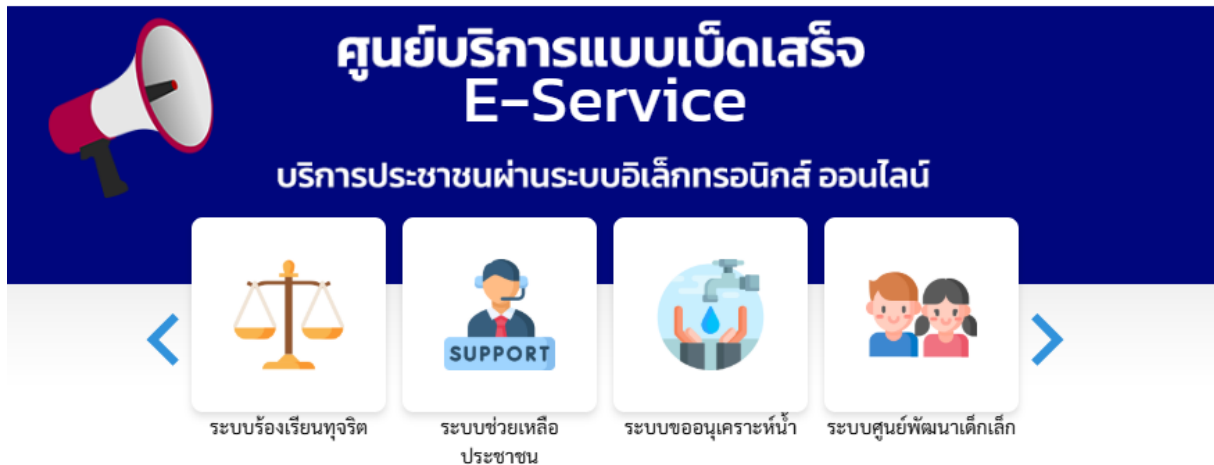 ศูนย์บริการแบบเบ็ดเสร็จ
E-Service
บริการประชาชนผ่านระบบอิเล็กทรอนิกส์ ออนไลน์
SUPPORT
ระบบร้องเรียนทุจริต
ระบบช่วยเหลือ
ประชาชน
ระบบขออนุเคราะห์น้ำ
ระบบศูนย์พัฒนาเด็กเล็ก